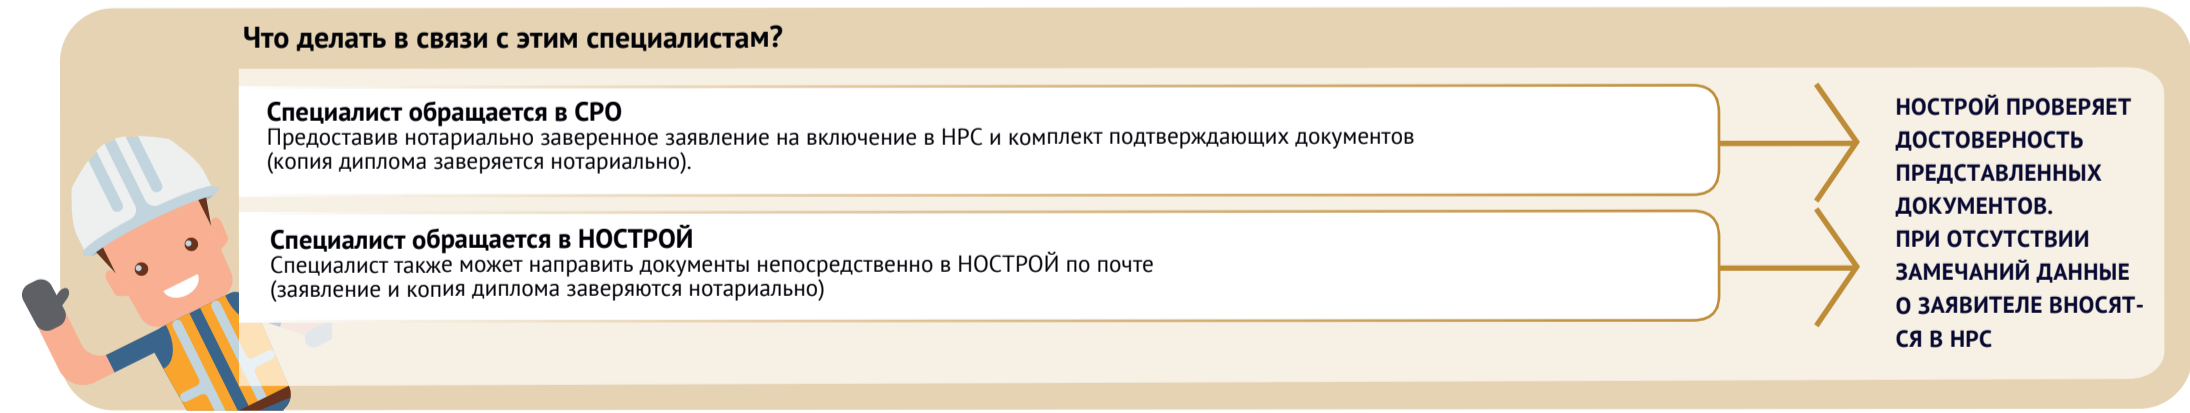 Что делать в связи с этим специалистам?
Специалист обращается в СРО
Предоставив нотариально заверенное заявление на включение в НРС и комплект подтверждающих документов
(копия диплома заверяется нотариально).
Специалист обращается в НОСТРОЙ
Специалист также может направить документы непосредственно в НОСТРОЙ по почте
(заявление и копия диплома заверяются нотариально)
НОСТРОЙ ПРОВЕРЯЕТ
ДОСТОВЕРНОСТЬ
ПРЕДСТАВЛЕННЫХ
ДОКУМЕНТОВ.
ПРИ ОТСУТСТВИИ
ЗАМЕЧАНИЙ ДАННЫЕ
О ЗАЯВИТЕЛЕ ВНОСЯТ-
СЯ В НРС